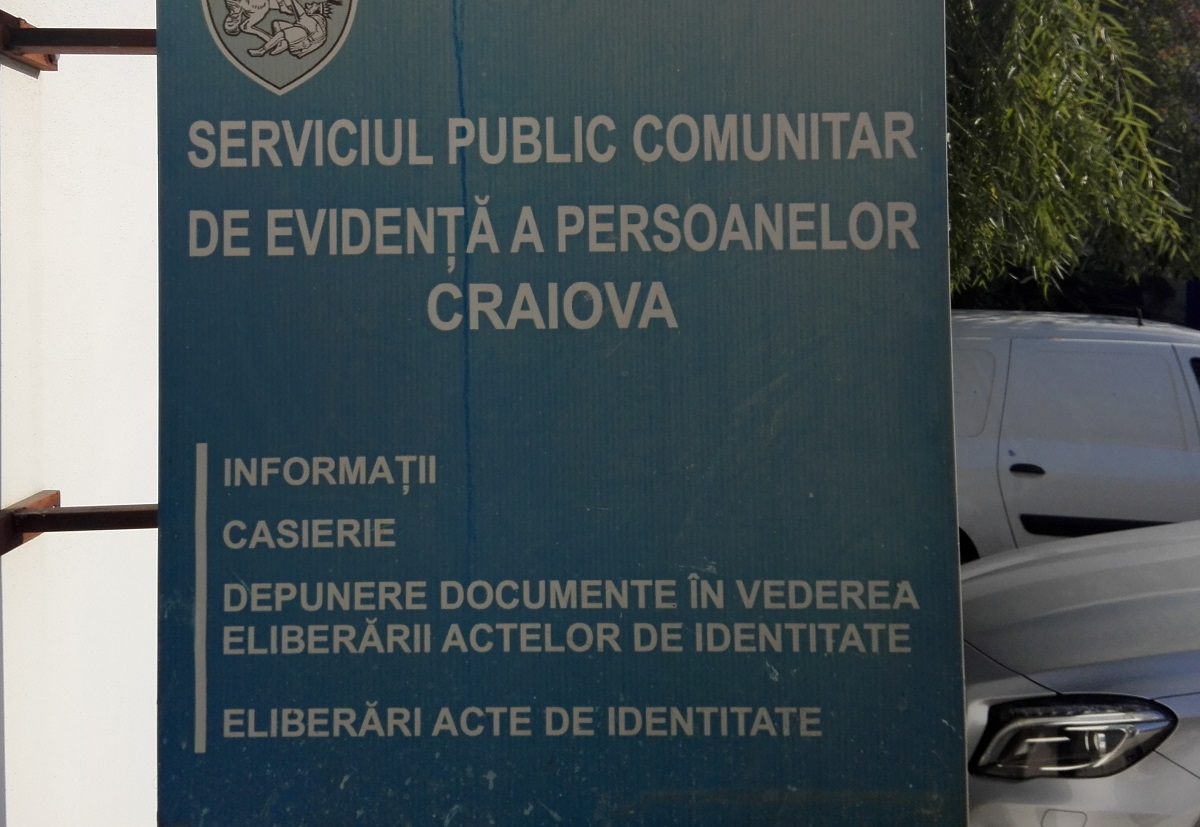 SERVICIUL PUBLIC COMUNITAR
DE EVIDENȚĂ A PERSOANELOR
CRAIOVA
INFORMAȚII
CASIERIE
DEPUNERE DOCUMENTE ÎN VEDEREA
ELIBERĂRII ACTELOR DE IDENTITATE
ELIBERĂRI ACTE DE IDENTITATE